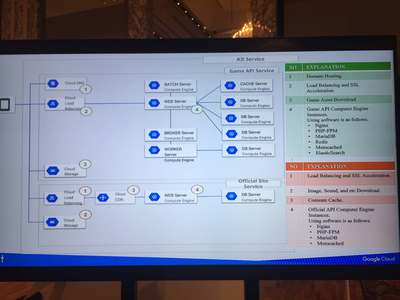 All Service
Game API Service
Cloud DNS
1
Cloud
Load
Balancing
2
BATCH Server
Compute Engine
WEB Server
Compute Engine
4
BROKER Server
Compute Engine
WORKER
Server
Compute Engine
CACHE Server
Compute Engine
DB Server
Compute Engine
DB Server
Compute Engine
DB Server
Compute Engine
DB Server
Compute Engine
Cloud
Storage
3
Official Site
Service
Cloud
Load
Balancing
1
Cloud
CDN
3
WEB Server
Compute Engine
4
DB Server
Compute Engine
Cloud
Storage
2
NO EXPLANATION
1 Domain Hosting.
2 Load Balancing and SSL
Acceleration.
3 Game Asset Download
4 Game API Computer Engine
Instances.
Using software is as follows.
• Nginx
• PHP-FPM
• MariaDB
• Redis
• Memcached
• ElasticSearch
NO EXPLANATION
1 Load Balancing and SSL Acceleration.
2 Image, Sound, and etc Download.
3 Contents Cache.
4 Official API Computer Engine
Instances.
Using software is as follows.
• Nginx
• PHP-FPM
• MariaDB
• Memcached
Google Cloud